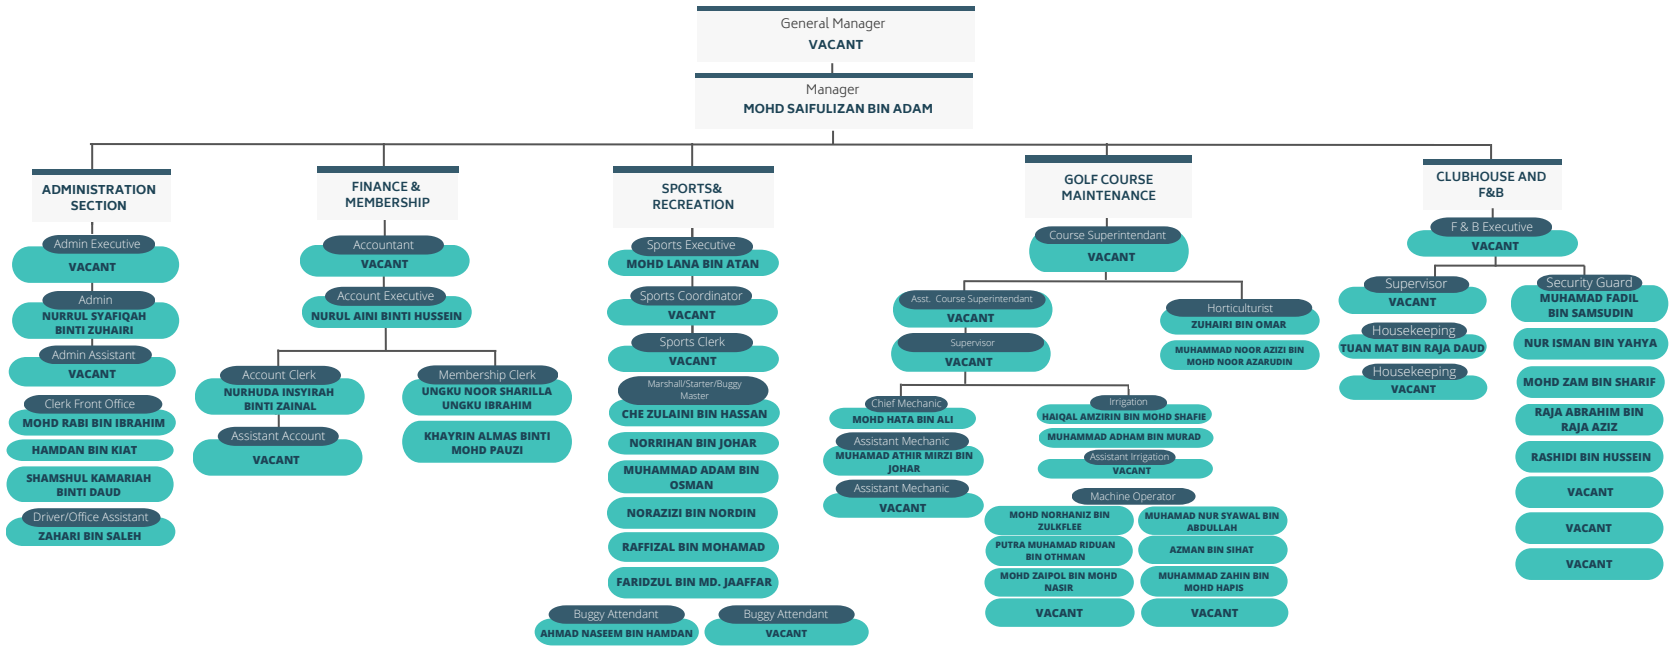 General Manager
VACANT
Manager
MOHD SAIFULIZAN BIN ADAM
ADMINISTRATION
SECTION
Admin Executive
VACANT
Admin
NURRUL SYAFIQAH
BINTI ZUHAIRI
Admin Assistant
VACANT
Clerk Front Office
MOHD RABI BIN IBRAHIM
HAMDAN BIN KIAT
SHAMSHUL KAMARIAH
BINTI DAUD
Driver/Office Assistant
ZAHARI BIN SALEH
FINANCE &
MEMBERSHIP
Accountant
VACANT
Account Executive
NURUL AINI BINTI HUSSEIN
Account Clerk
NURHUDA INSYIRAH
BINTI ZAINAL
Assistant Account
VACANT
Membership Clerk
UNGKU NOOR SHARILLA
UNGKU IBRAHIM
KHAYRIN ALMAS BINTI
MOHD PAUZI
SPORTS&
RECREATION
Sports Executive
MOHD LANA BIN ATAN
Sports Coordinator
VACANT
Sports Clerk
VACANT
Marshall/Starter/Buggy
Master
CHE ZULAINI BIN HASSAN
NORRIHAN BIN JOHAR
MUHAMMAD ADAM BIN
OSMAN
NORAZIZI BIN NORDIN
RAFFIZAL BIN MOHAMAD
FARIDZUL BIN MD. JAAFFAR
Buggy Attendant
AHMAD NASEEM BIN HAMDAN
Buggy Attendant
VACANT
GOLF COURSE
MAINTENANCE
Course Superintendant
VACANT
Asst. Course Superintendant
VACANT
Supervisor
VACANT
Horticulturist
ZUHAIRI BIN OMAR
MUHAMMAD NOOR AZIZI BIN
MOHD NOOR AZARUDIN
Chief Mechanic
MOHD HATA BIN ALI
Assistant Mechanic
MUHAMAD ATHIR MIRZI BIN
JOHAR
Assistant Mechanic
VACANT
Irrigation
HAIQAL AMZIRIN BIN MOHD SHAFIE
MUHAMMAD ADHAM BIN MURAD
Assistant Irrigation
VACANT
Machine Operator
MOHD NORHANIZ BIN
ZULKFLEE
PUTRA MUHAMAD RIDUAN
BIN OTHMAN
MOHD ZAIPOL BIN MOHD
NASIR
VACANT
MUHAMAD NUR SYAWAL BIN
ABDULLAH
AZMAN BIN SIHAT
MUHAMMAD ZAHIN BIN
MOHD HAPIS
VACANT
CLUBHOUSE AND
F&B
F & B Executive
VACANT
Supervisor
VACANT
Housekeeping
TUAN MAT BIN RAJA DAUD
Housekeeping
VACANT
Security Guard
MUHAMAD FADIL
BIN SAMSUDIN
NUR ISMAN BIN YAHYA
MOHD ZAM BIN SHARIF
RAJA ABRAHIM BIN
RAJA AZIZ
RASHIDI BIN HUSSEIN
VACANT
VACANT
VACANT